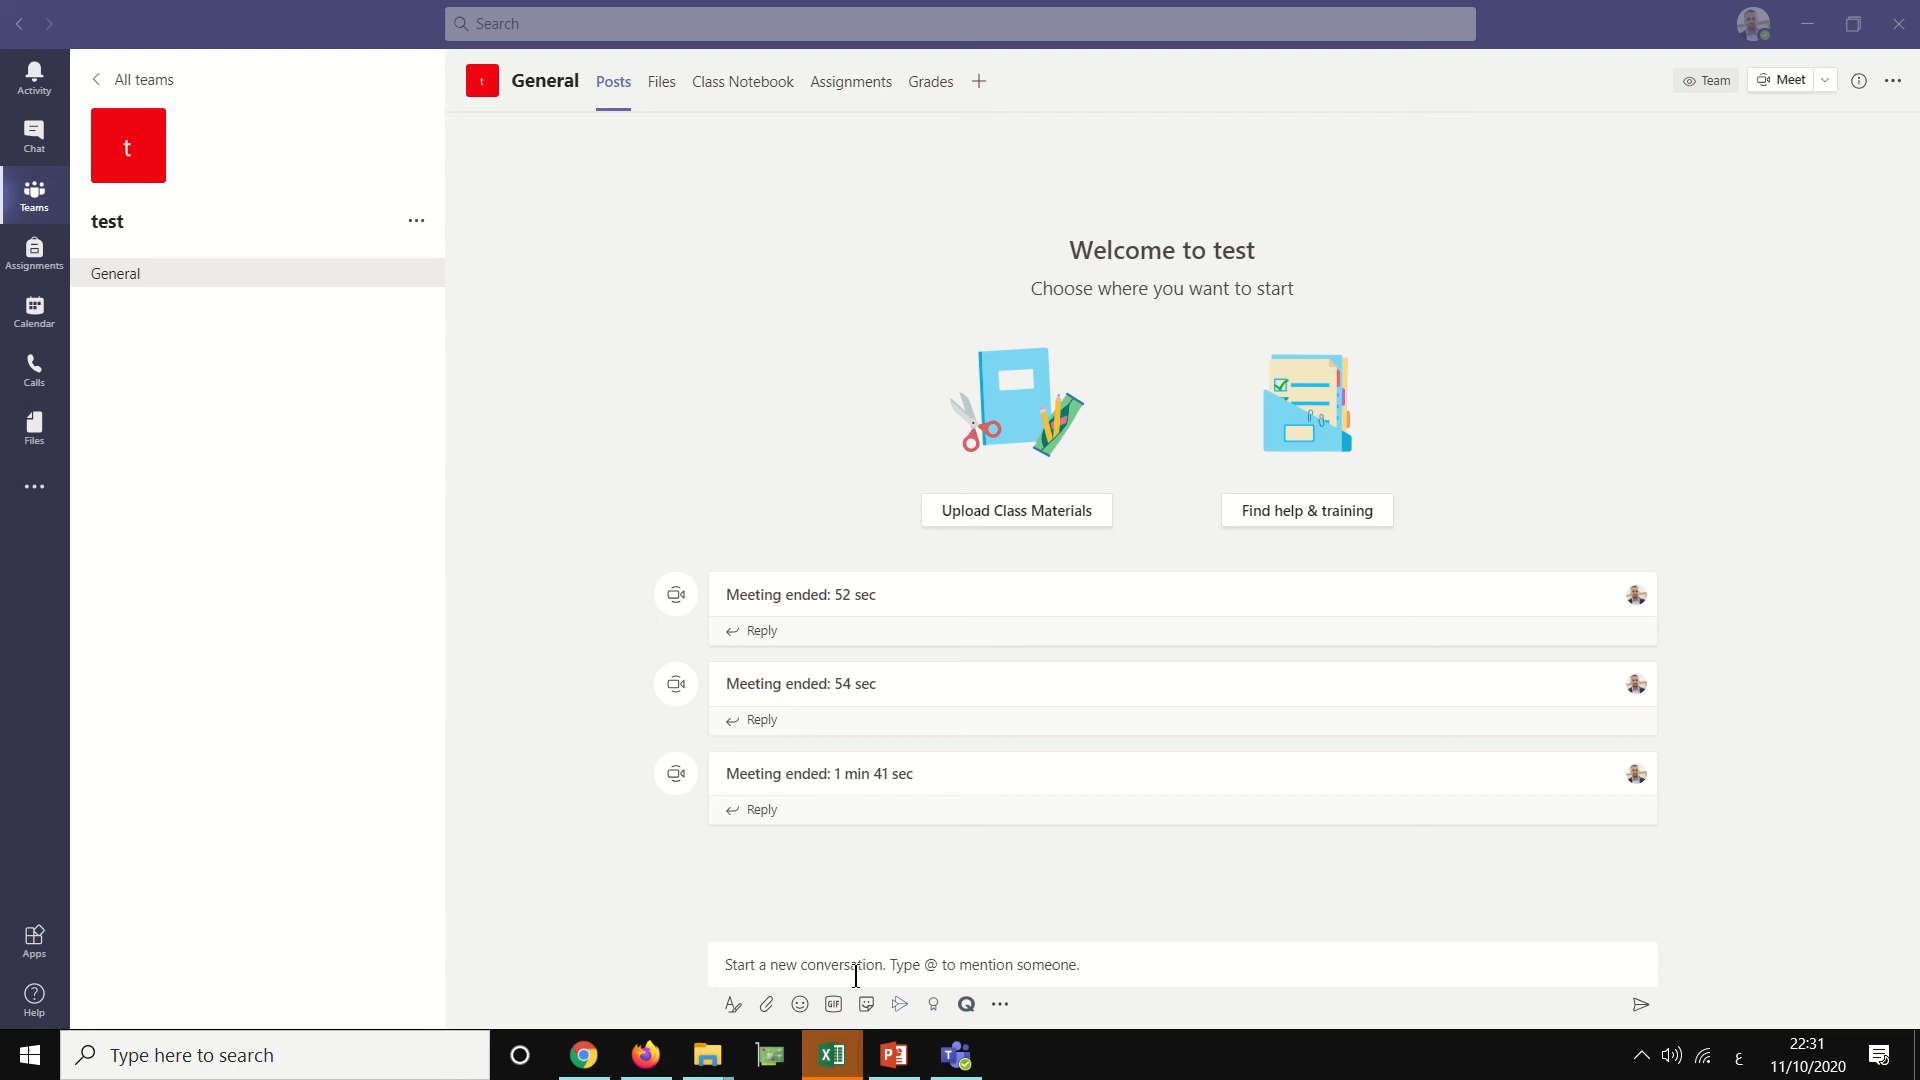 Search
Activity
Chat
Teams
Assignments
Calendar
Calls
Files
Apps
Help
All teams
t
test
General
t
General
Posts
Files
Class Notebook
Assignments
Grades
Team
Meet
Welcome to test
Choose where you want to start
Upload Class Materials
Find help & training
Meeting ended: 52 sec
Reply
Meeting ended: 54 sec
Reply
Meeting ended: 1 min 41 sec
Reply
Start a new conversation. Type @ to mention someone.
GIF
Type here to search
ع
22:31
11/10/2020